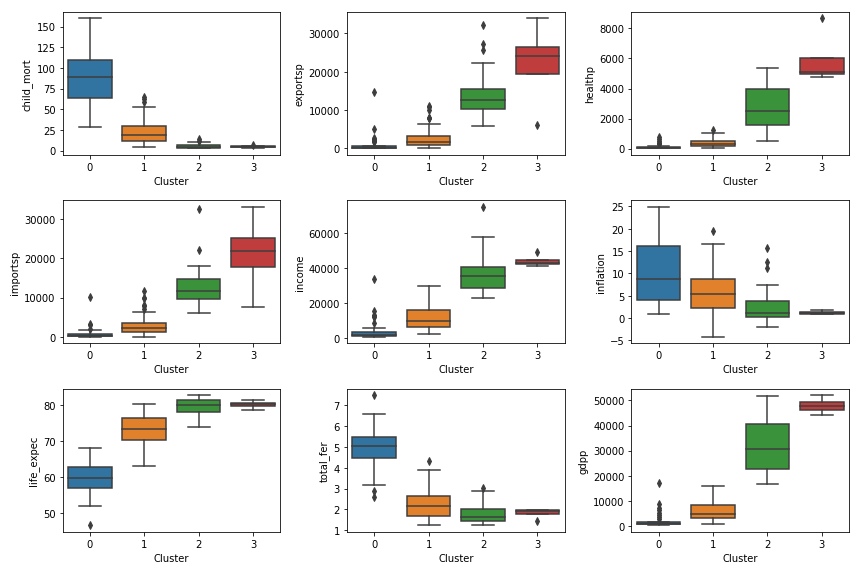 child_mort
150
125
100
75
50
25
0
0 1 2 3
Cluster
exportsp
30000
20000
10000
0
0 1 2 3
Cluster
healthp
8000
6000
4000
2000
0
0 1 2 3
Cluster
importsp
30000
20000
10000
0
0 1 2 3
Cluster
income
60000
40000
20000
0
0 1 2 3
Cluster
inflation
25
20
15
10
5
0
−5
0 1 2 3
Cluster
life_expec
80
70
60
50
0 1 2 3
Cluster
total_fer
7
6
5
4
3
2
1
0 1 2 3
Cluster
gdpp
50000
40000
30000
20000
10000
0
0 1 2 3
Cluster